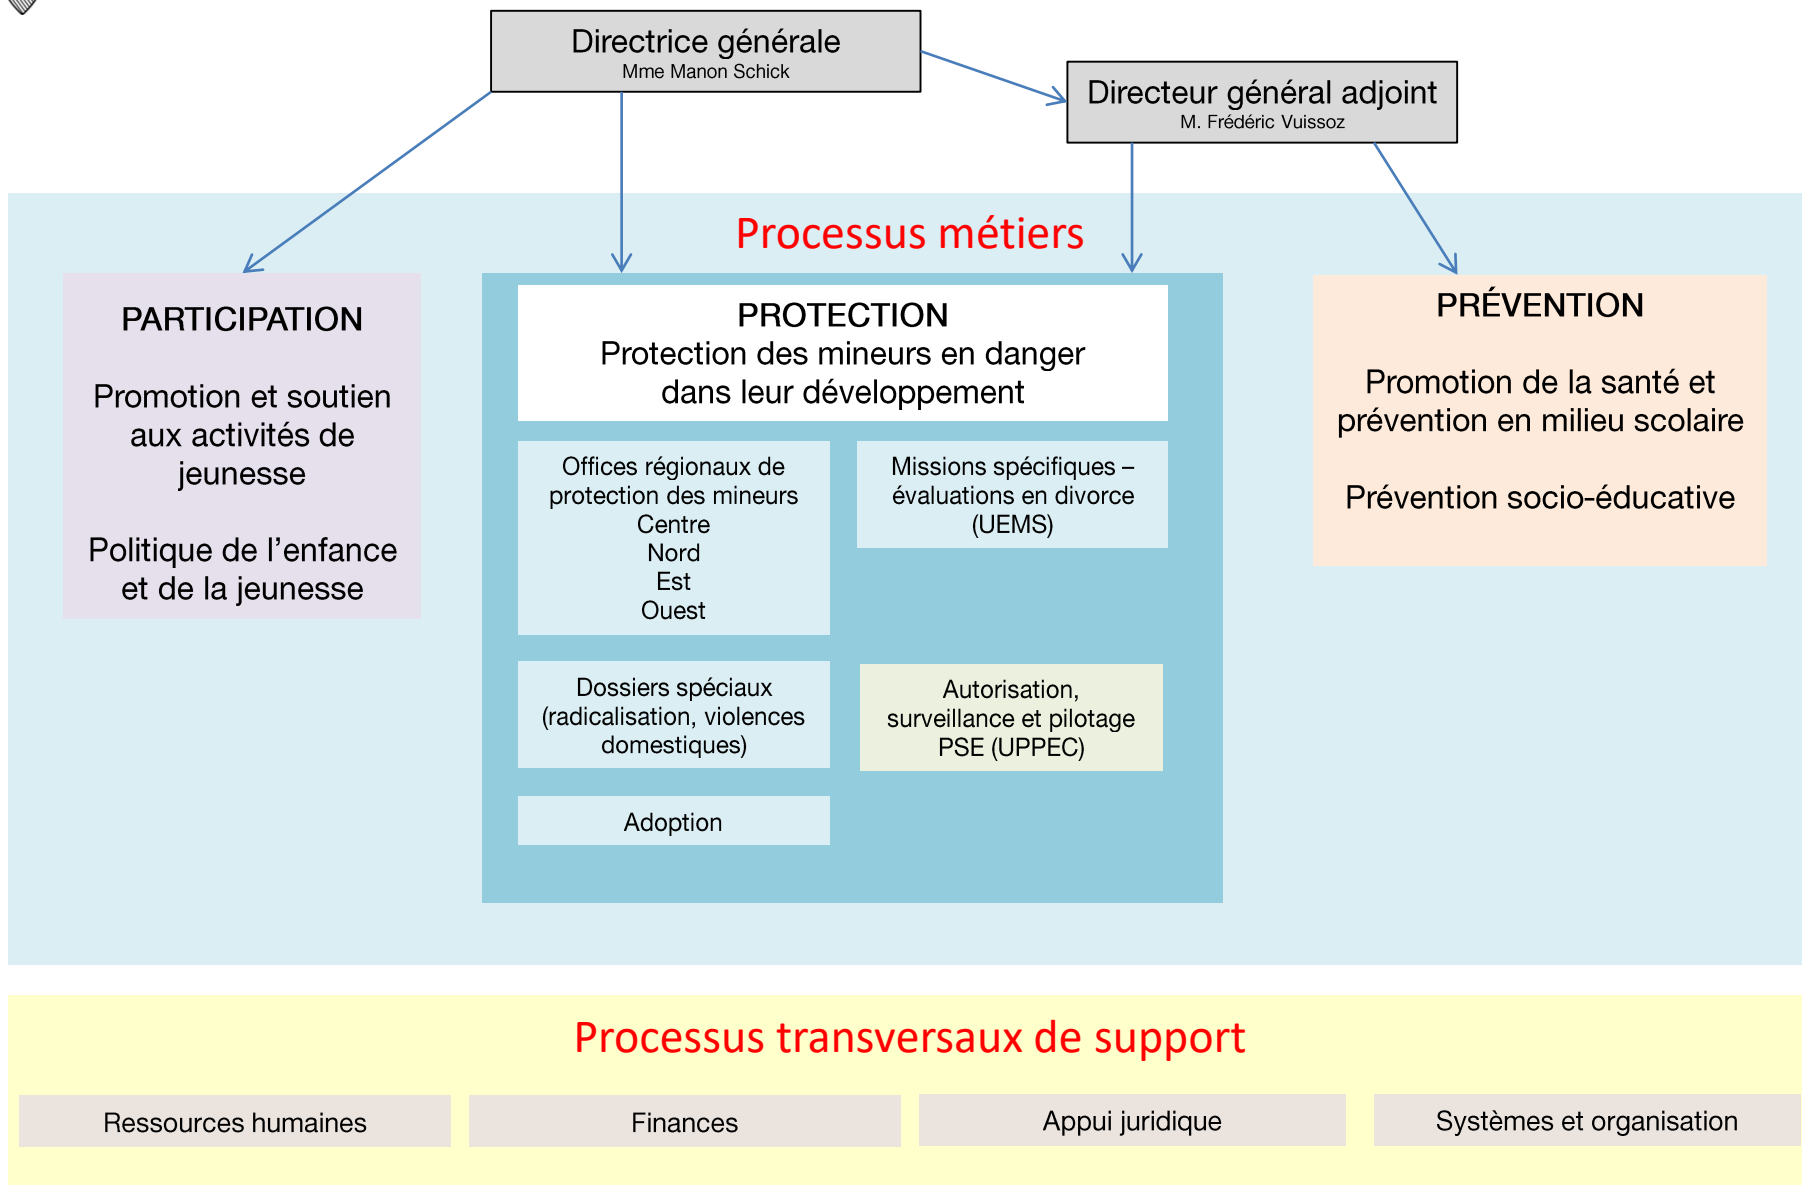 Directrice générale
Mme Manon Schick
Directeur général adjoint
M. Frédéric Vuissoz
Processus métiers
PARTICIPATION
Promotion et soutien
aux activités de
jeunesse
Politique de l'enfance
et de la jeunesse
PROTECTION
Protection des mineurs en danger
dans leur développement
Offices régionaux de
protection des mineurs
Centre
Nord
Est
Ouest
Missions spécifiques –
évaluations en divorce
(UEMS)
Dossiers spéciaux
(radicalisation, violences
domestiques)
Autorisation,
surveillance et pilotage
PSE (UPPEC)
Adoption
PRÉVENTION
Promotion de la santé et
prévention en milieu scolaire
Prévention socio-éducative
Processus transversaux de support
Ressources humaines
Finances
Appui juridique
Systèmes et organisation